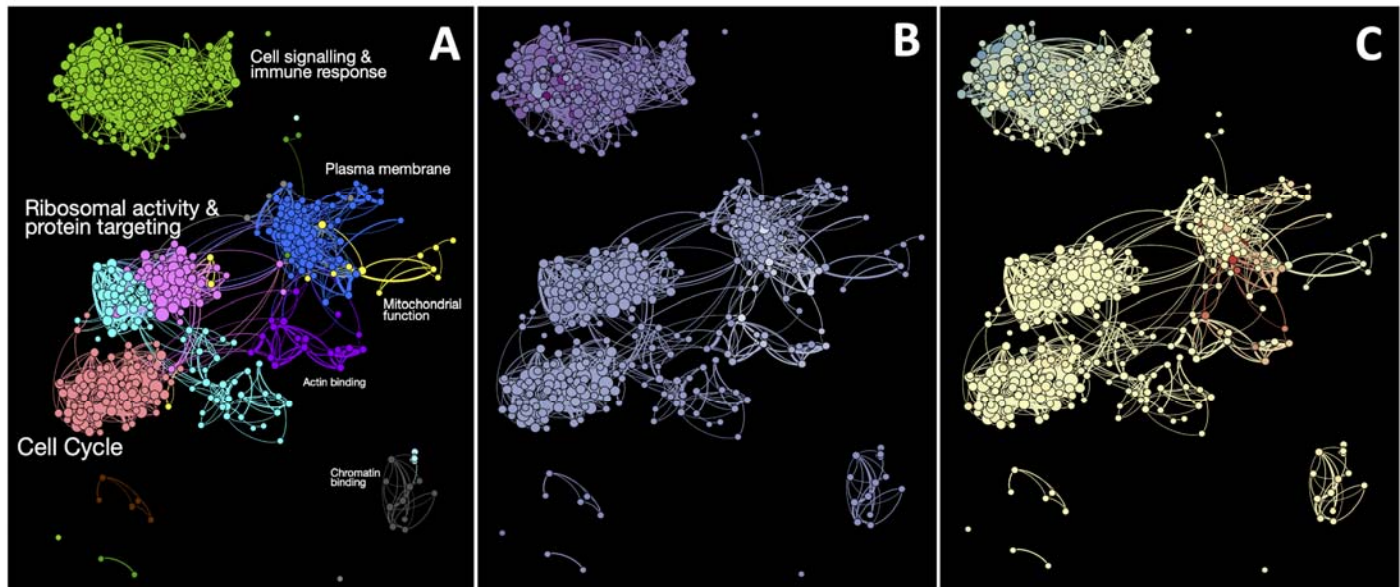 A
B
C
Cell signalling &
immune response
Plasma membrane
Ribosomal activity &
protein targeting
Mitochondrial
function
Actin binding
Cell Cycle
Chromatin
binding